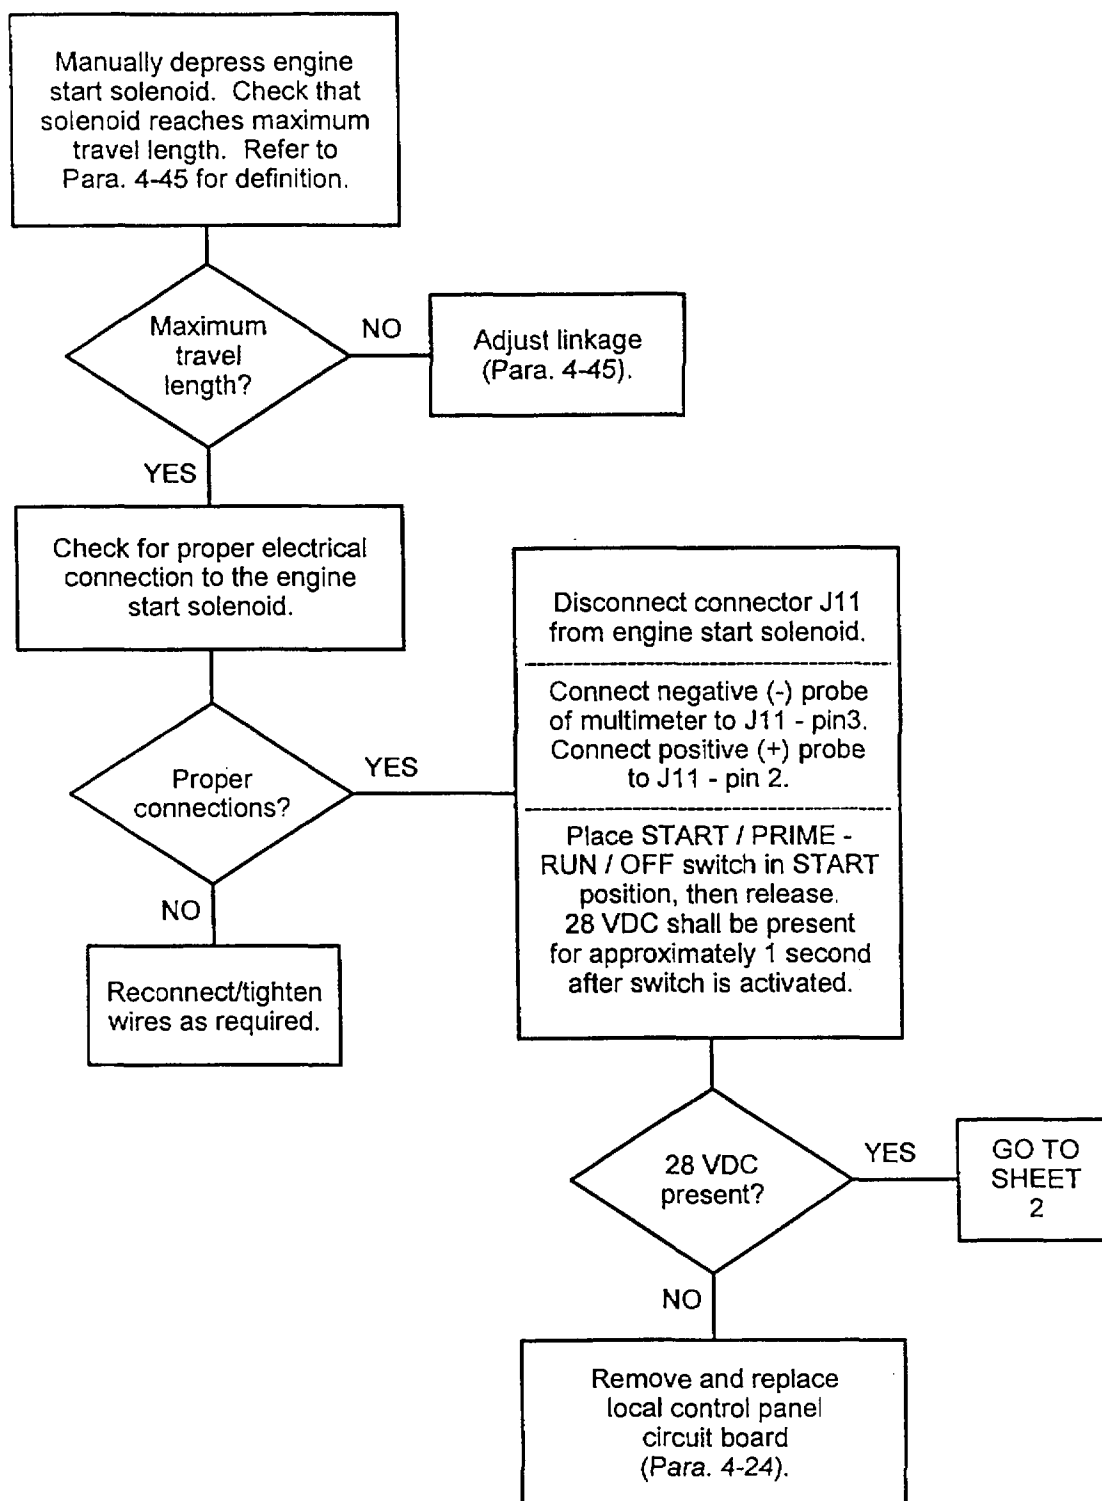 Manually depress engine
start solenoid. Check that
solenoid reaches maximum
travel length. Refer to
Para. 4-45 for definition.
Maximum
travel
length?
NO
Adjust linkage
(Para. 4-45).
YES
Check for proper electrical
connection to the engine
start solenoid.
Proper
connections?
YES
NO
Reconnect/tighten
wires as required.
Disconnect connector J11
from engine start solenoid.
Connect negative (-) probe
of multimeter to J11 - pin3.
Connect positive (+) probe
to J11 - pin 2.
Place START / PRIME -
RUN / OFF switch in START
position, then release.
28 VDC shall be present
for approximately 1 second
after switch is activated.
28 VDC
present?
YES
GO TO
SHEET
2
NO
Remove and replace
local control panel
circuit board
(Para. 4-24).